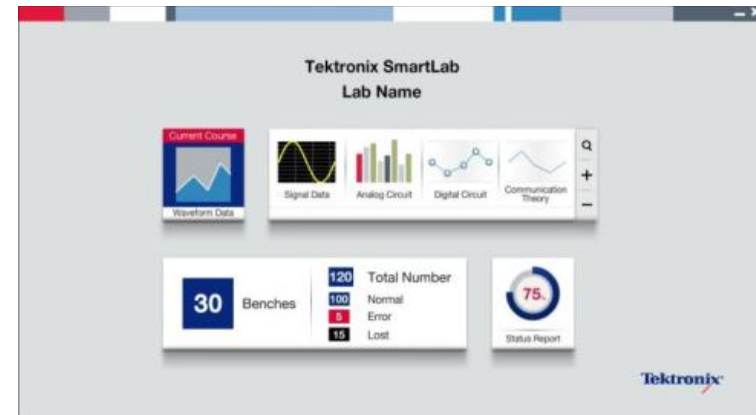 Tektronix SmartLab
Lab Name
Current Course
Waveform Data
Signal Data
Analog Circuit
Digital Circuit
Communication
Theory
30 Benches
120 Total Number
100 Normal
5 Error
15 Lost
75%
Status Report
Tektronix